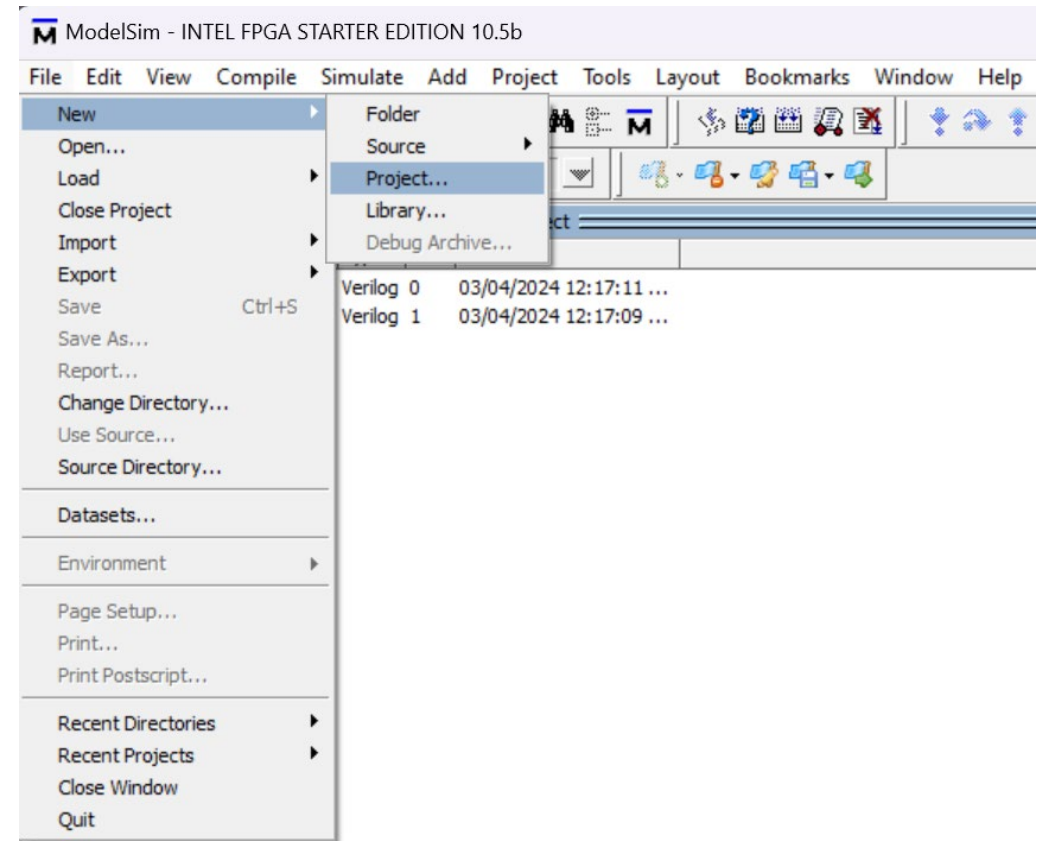 ModelSim - INTEL FPGA STARTER EDITION 10.5b
File Edit View Compile Simulate Add Project Tools Layout Bookmarks Window Help
New
Open...
Load
Close Project
Import
Export
Save Ctrl+S
Save As...
Report...
Change Directory...
Use Source...
Source Directory...
Datasets...
Environment
Page Setup...
Print...
Print Postscript...
Recent Directories
Recent Projects
Close Window
Quit
Folder
Source
Project...
Library...
Debug Archive...
Verilog 0 03/04/2024 12:17:11 ...
Verilog 1 03/04/2024 12:17:09 ...